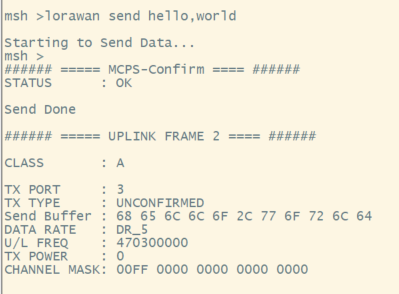 msh >lorawan send hello,world
Starting to Send Data...
msh >
###### ===== MCPS-Confirm ==== ######
STATUS      : OK
Send Done
###### ===== UPLINK FRAME 2 ==== ######
CLASS       : A
TX PORT     : 3
TX TYPE     : UNCONFIRMED
Send Buffer : 68 65 6C 6C 6F 2C 77 6F 72 6C 64
DATA RATE   : DR_5
U/L FREQ    : 470300000
TX POWER    : 0
CHANNEL MASK: 00FF 0000 0000 0000 0000